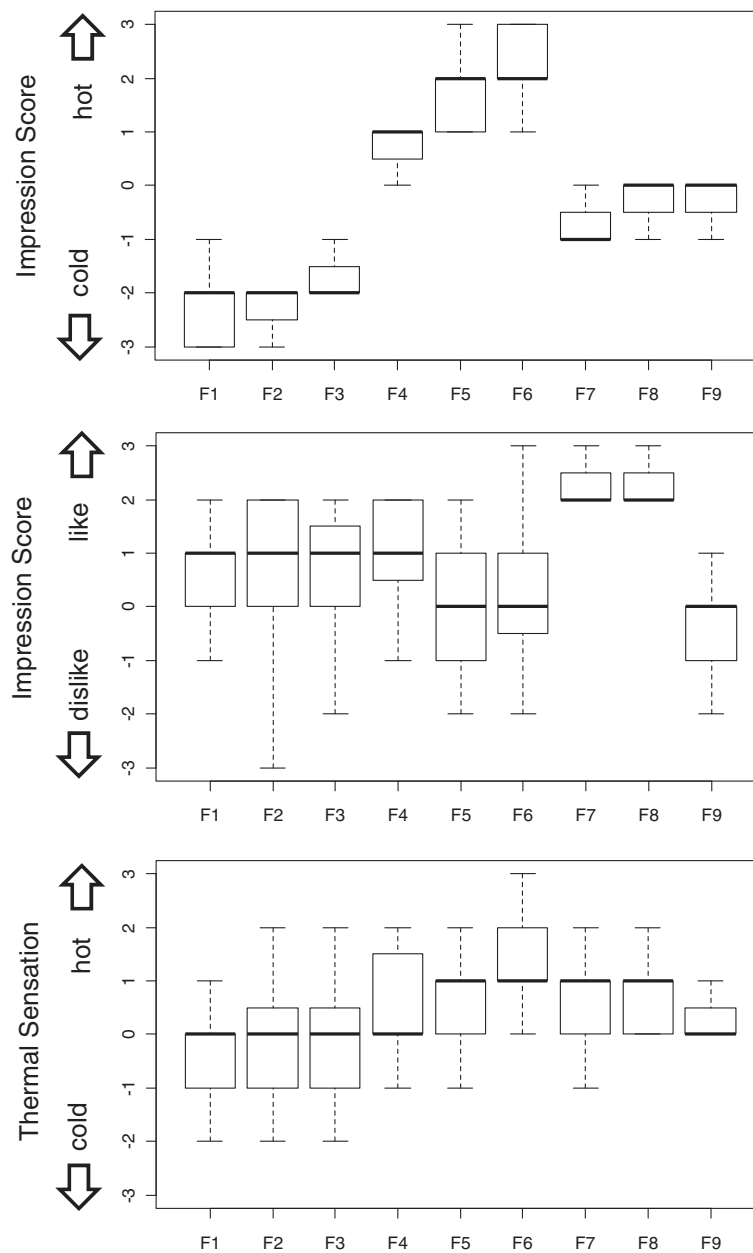 Impression Score
cold hot
-3 -2 -1 0 1 2 3
F1 F2 F3 F4 F5 F6 F7 F8 F9
Impression Score
dislike like
-3 -2 -1 0 1 2 3
F1 F2 F3 F4 F5 F6 F7 F8 F9
Thermal Sensation
cold hot
-3 -2 -1 0 1 2 3
F1 F2 F3 F4 F5 F6 F7 F8 F9